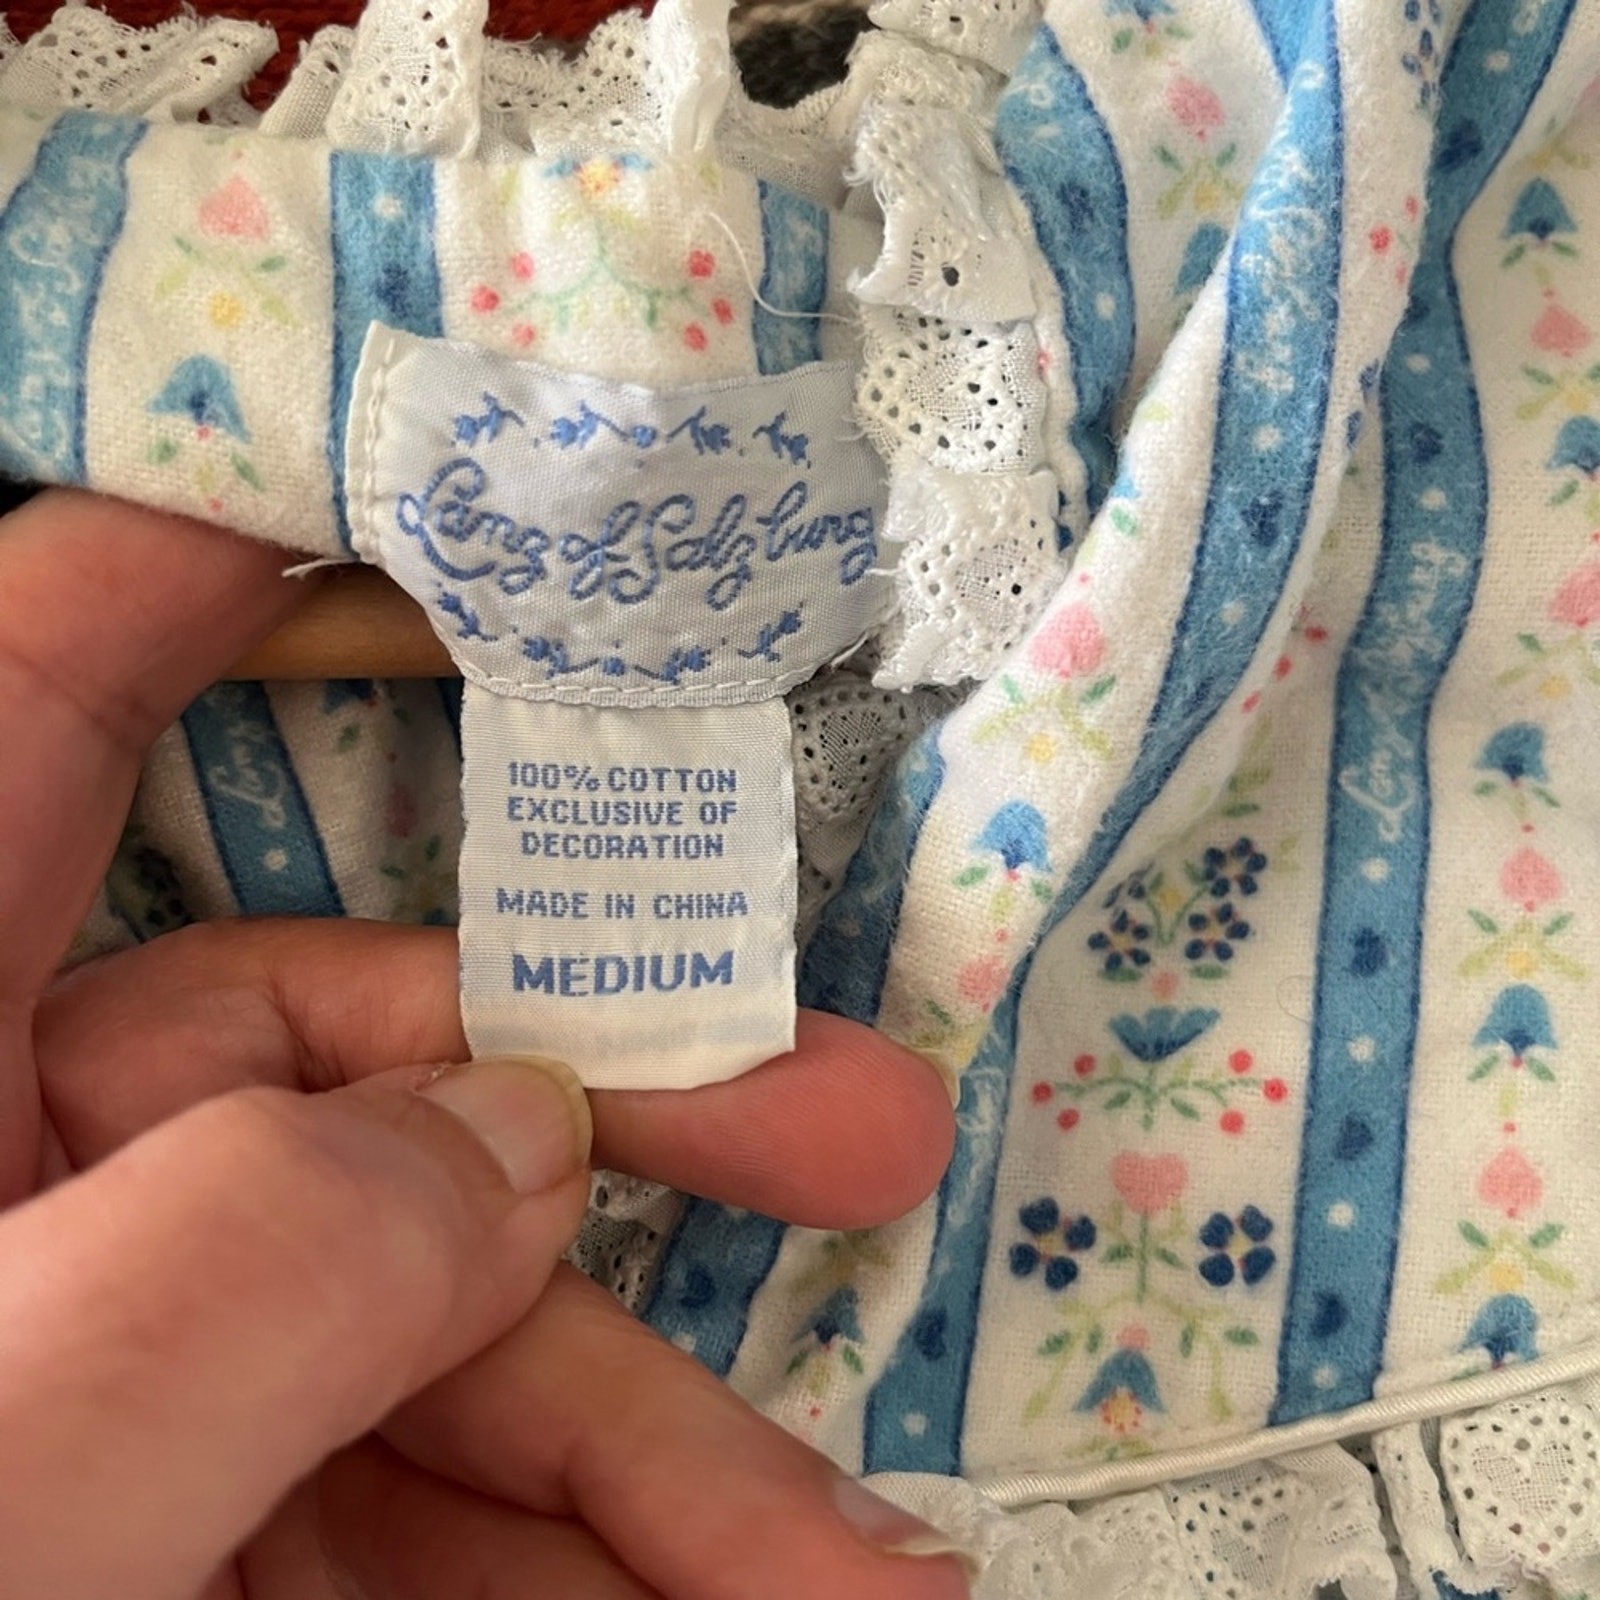 Lanz of Salzburg
100% COTTON
EXCLUSIVE OF
DECORATION
MADE IN CHINA
MEDIUM